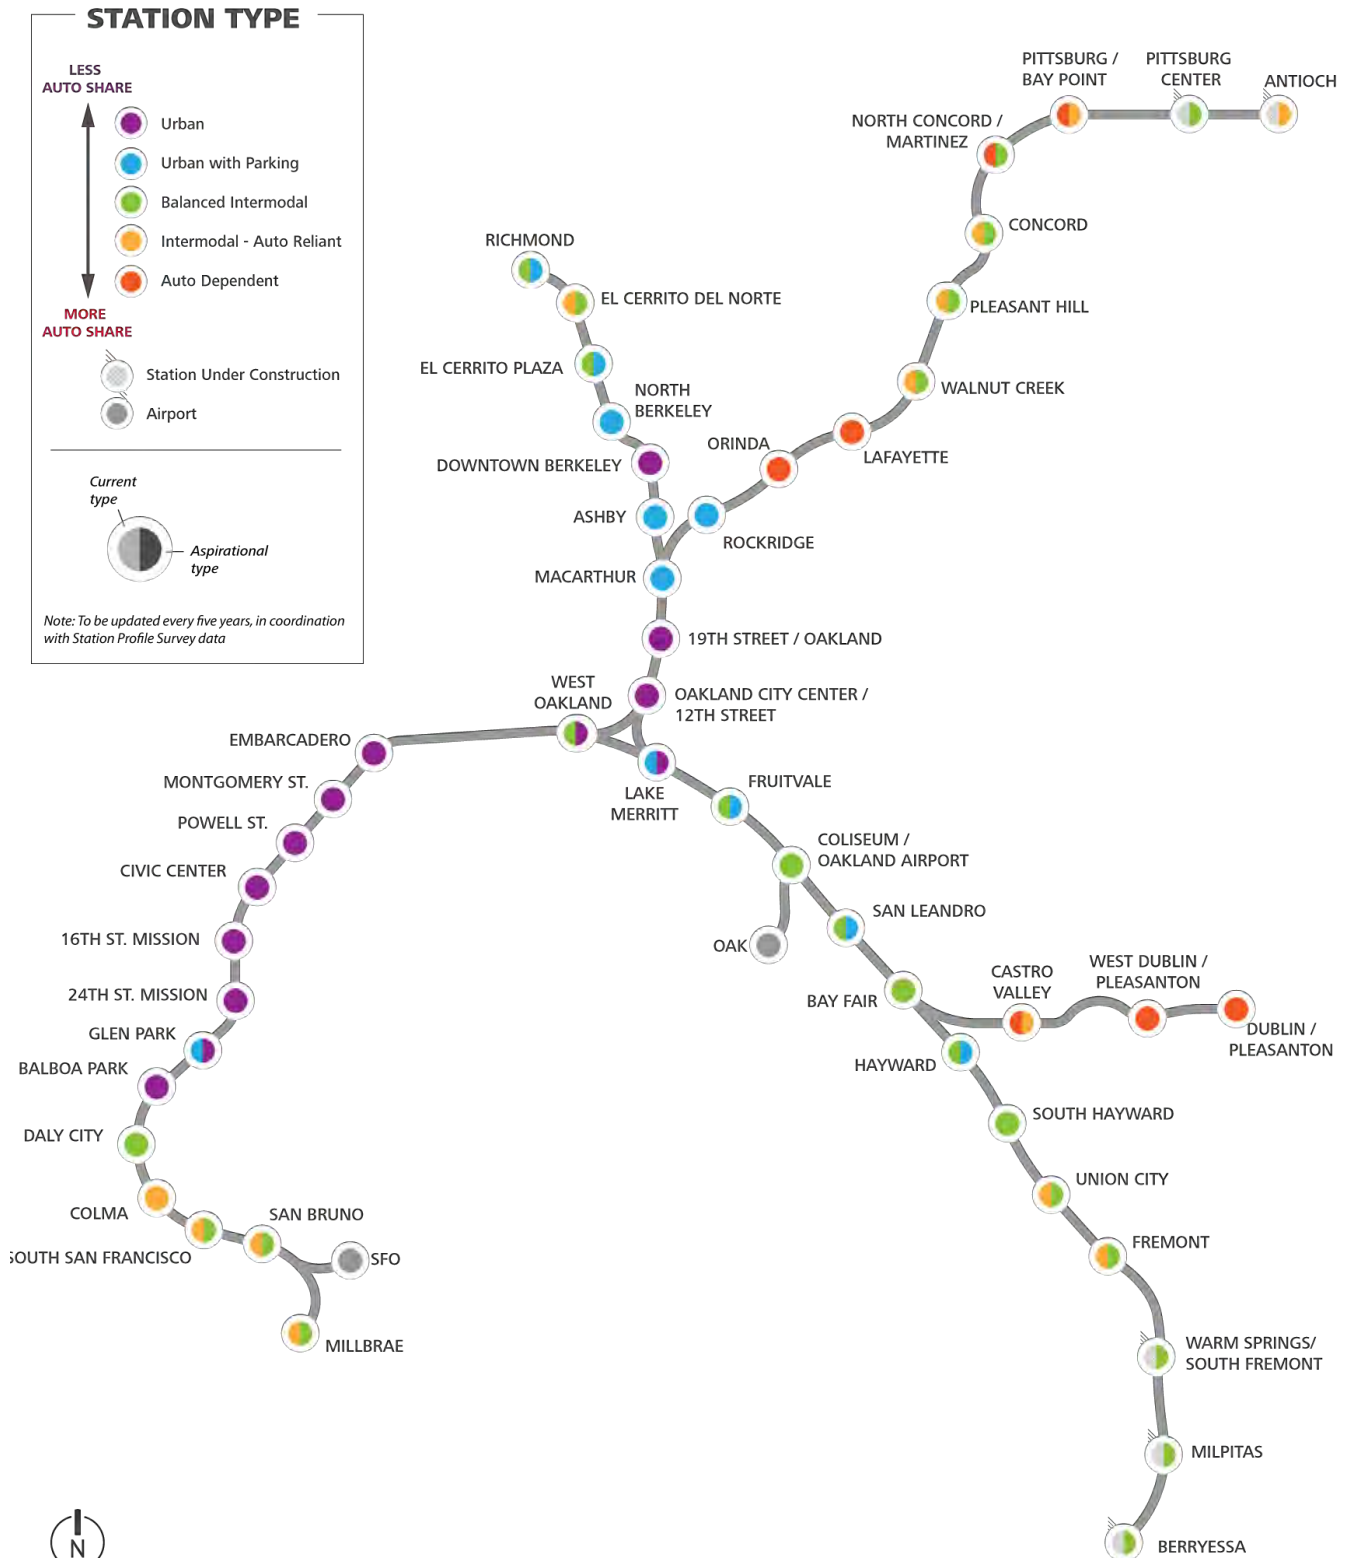 STATION TYPE
LESS
AUTO SHARE
Urban
Urban with Parking
Balanced Intermodal
Intermodal - Auto Reliant
Auto Dependent
MORE
AUTO SHARE
Station Under Construction
Airport
Current
type
Aspirational
type
Note: To be updated every five years, in coordination
with Station Profile Survey data
PITTSBURG /
BAY POINT
PITTSBURG
CENTER
ANTIOCH
NORTH CONCORD /
MARTINEZ
CONCORD
PLEASANT HILL
WALNUT CREEK
LAFAYETTE
ORINDA
ROCKRIDGE
RICHMOND
EL CERRITO DEL NORTE
EL CERRITO PLAZA
NORTH
BERKELEY
DOWNTOWN BERKELEY
ASHBY
MACARTHUR
19TH STREET / OAKLAND
OAKLAND CITY CENTER /
12TH STREET
WEST
OAKLAND
LAKE
MERRITT
EMBARCADERO
MONTGOMERY ST.
POWELL ST.
CIVIC CENTER
16TH ST. MISSION
24TH ST. MISSION
GLEN PARK
BALBOA PARK
DALY CITY
COLMA
SOUTH SAN FRANCISCO
SAN BRUNO
SFO
MILLBRAE
FRUITVALE
COLISEUM /
OAKLAND AIRPORT
OAK
SAN LEANDRO
BAY FAIR
CASTRO
VALLEY
WEST DUBLIN /
PLEASANTON
DUBLIN /
PLEASANTON
HAYWARD
SOUTH HAYWARD
UNION CITY
FREMONT
WARM SPRINGS/
SOUTH FREMONT
MILPITAS
BERRYESSA
N